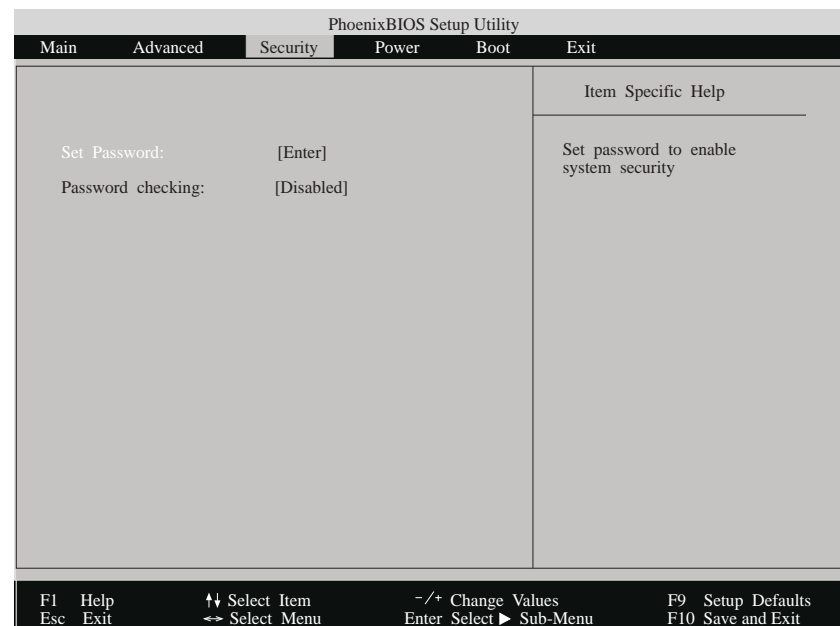 PhoenixBIOS Setup Utility
Main Advanced Security Power Boot Exit
Item Specific Help
Set Password: [Enter]
Password checking: [Disabled]
Set password to enable
system security
F1 Help ↑↓ Select Item -/+ Change Values F9 Setup Defaults
Esc Exit ↔ Select Menu Enter Select ▶ Sub-Menu F10 Save and Exit